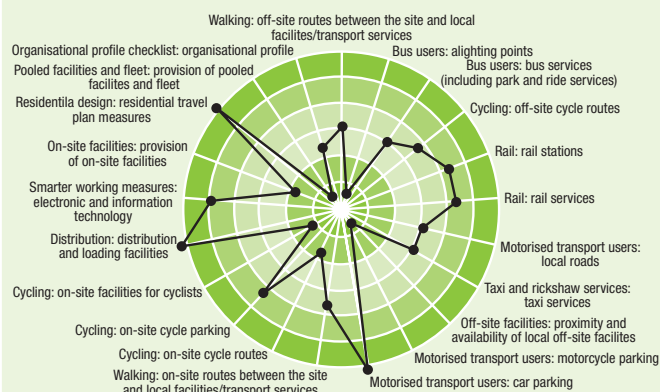 Walking: off-site routes between the site and local
facilites/transport services
Organisational profile checklist: organisational profile
Bus users: alighting points
Pooled facilities and fleet: provision of pooled
facilites and fleet
Bus users: bus services
(including park and ride services)
Residentila design: residential travel
plan measures
Cycling: off-site cycle routes
On-site facilities: provision
of on-site facilities
Rail: rail stations
Smarter working measures:
electronic and information
technology
Rail: rail services
Distribution: distribution
and loading facilities
Motorised transport users:
local roads
Cycling: on-site facilities for cyclists
Taxi and rickshaw services:
taxi services
Cycling: on-site cycle parking
Off-site facilities: proximity and
availability of local off-site facilites
Cycling: on-site cycle routes
Motorised transport users: motorcycle parking
Walking: on-site routes between the site
and local facilities/transport services
Motorised transport users: car parking